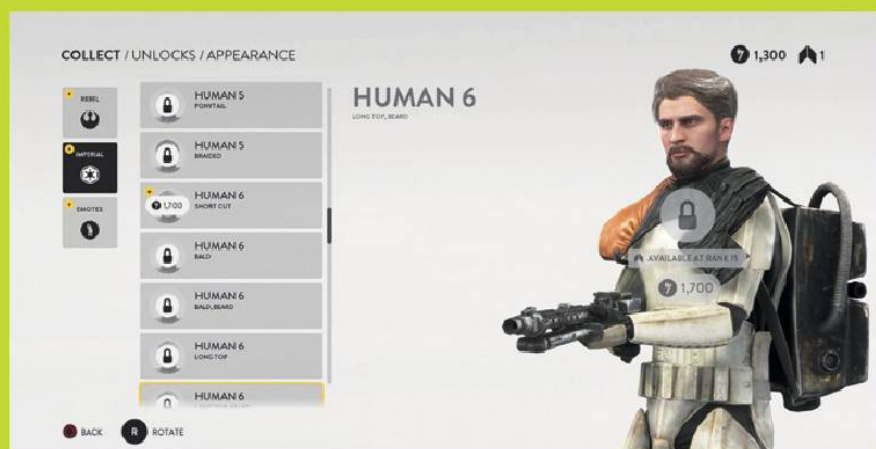 COLLECT / UNLOCKS / APPEARANCE
1,300
1
REBEL
IMPERIAL
EMOTES
HUMAN 5
PONYTAIL
HUMAN 5
BRAIDED
1,700
HUMAN 6
SHORT CUT
HUMAN 6
BALD
HUMAN 6
BALD, BEARD
HUMAN 6
LONG TOP
HUMAN 6
HUMAN 6
LONG TOP, BEARD
AVAILABLE AT RANK 15
1,700
BACK
R ROTATE